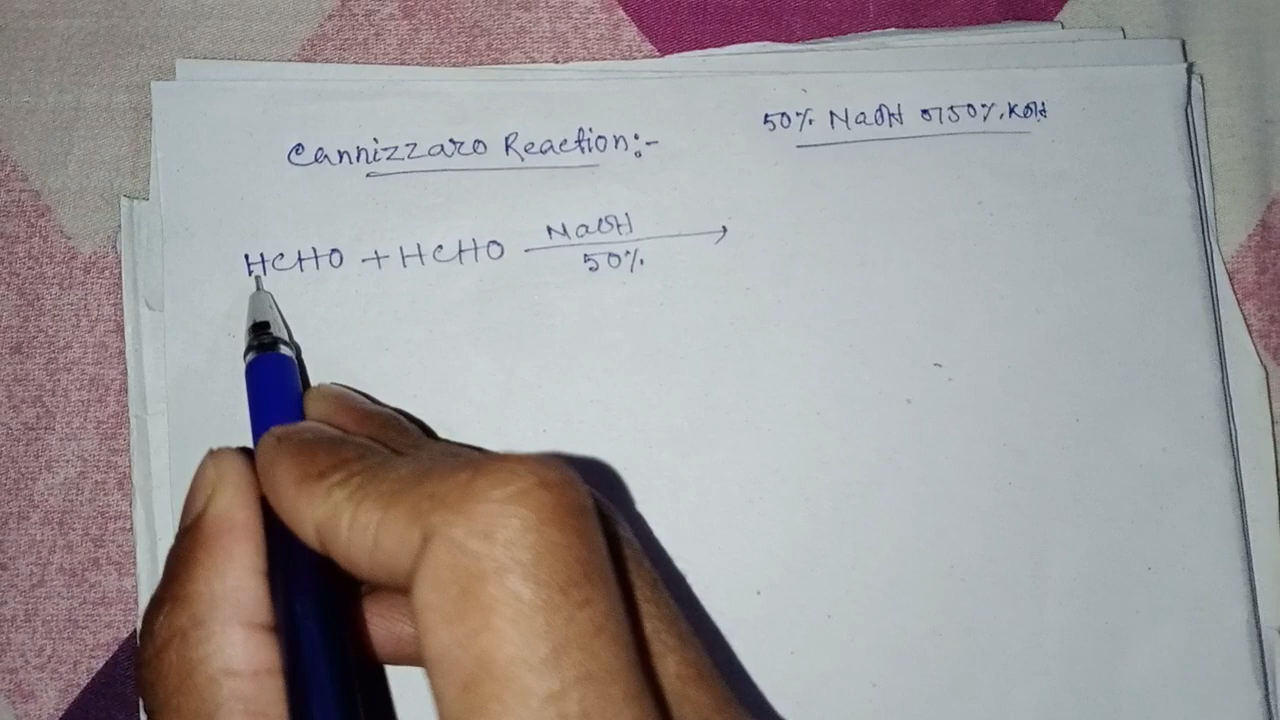 50% NaOH or 50% KOH
Cannizzaro Reaction:-
HCHO + HCHO NaOH
50%